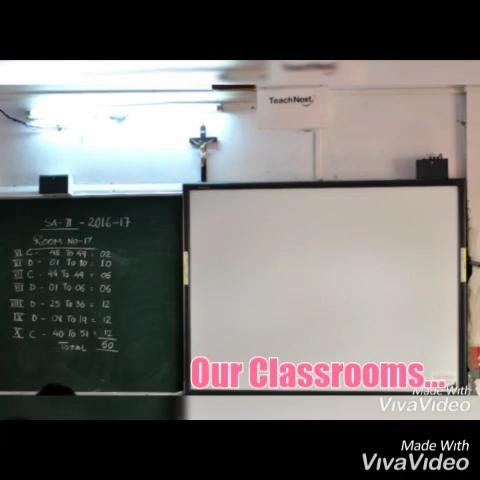 TeachNext
SA-II - 2016-17
ROOM NO-17
VI C - 48 To 49 = 02
VI D - 01 To 10 = 10
VII C - 44 To 49 = 06
VII D - 01 To 06 = 06
VIII D - 25 To 36 = 12
IX D - 08 To 19 = 12
X C - 40 To 51 = 12
TOTAL 60
Our Classrooms...
Made With
VivaVideo
Made With
VivaVideo